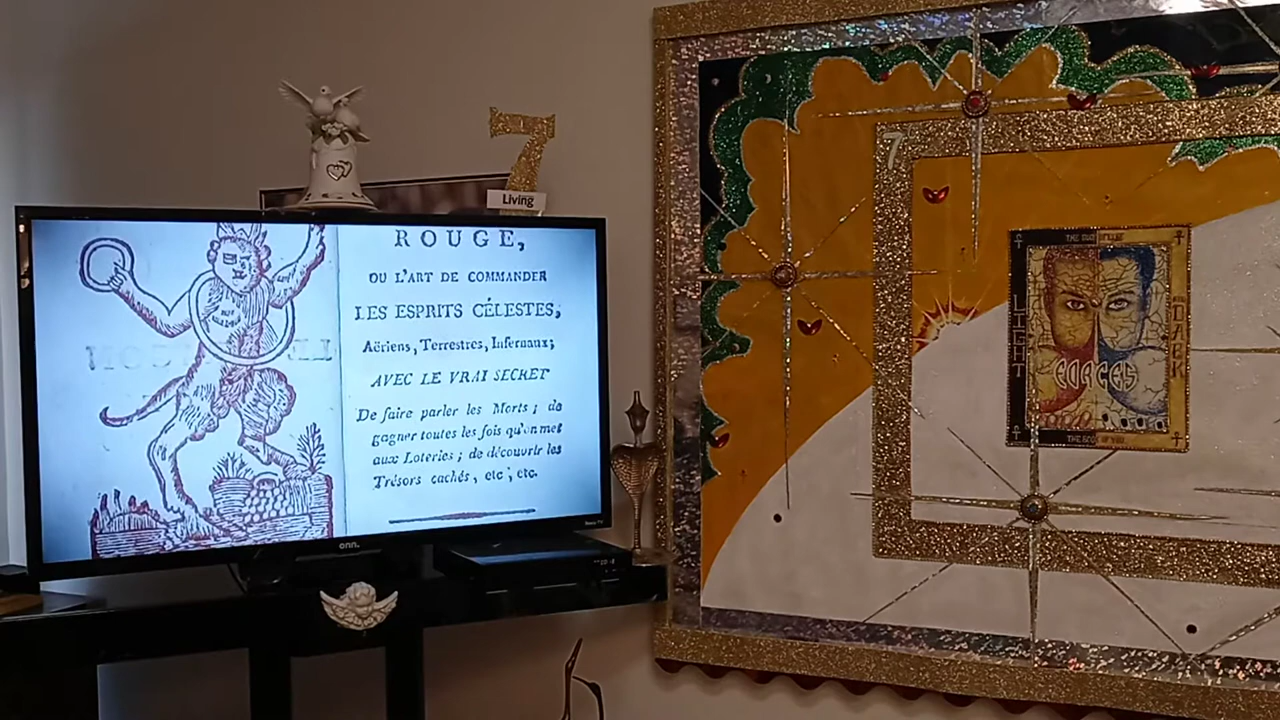 7
Living
ROUGE,
OU L'ART DE COMMANDER
LES ESPRITS CÉLESTES,
Aëriens, Terrestres, Infernaux;
AVEC LE VRAI SECRET
De faire parler les Morts; de
gagner toutes les fois qu'on met
aux Loteries; de découvrir les
Trésors cachés, etc, etc.
onn.
7
LIGHT
DARK
EDAGES